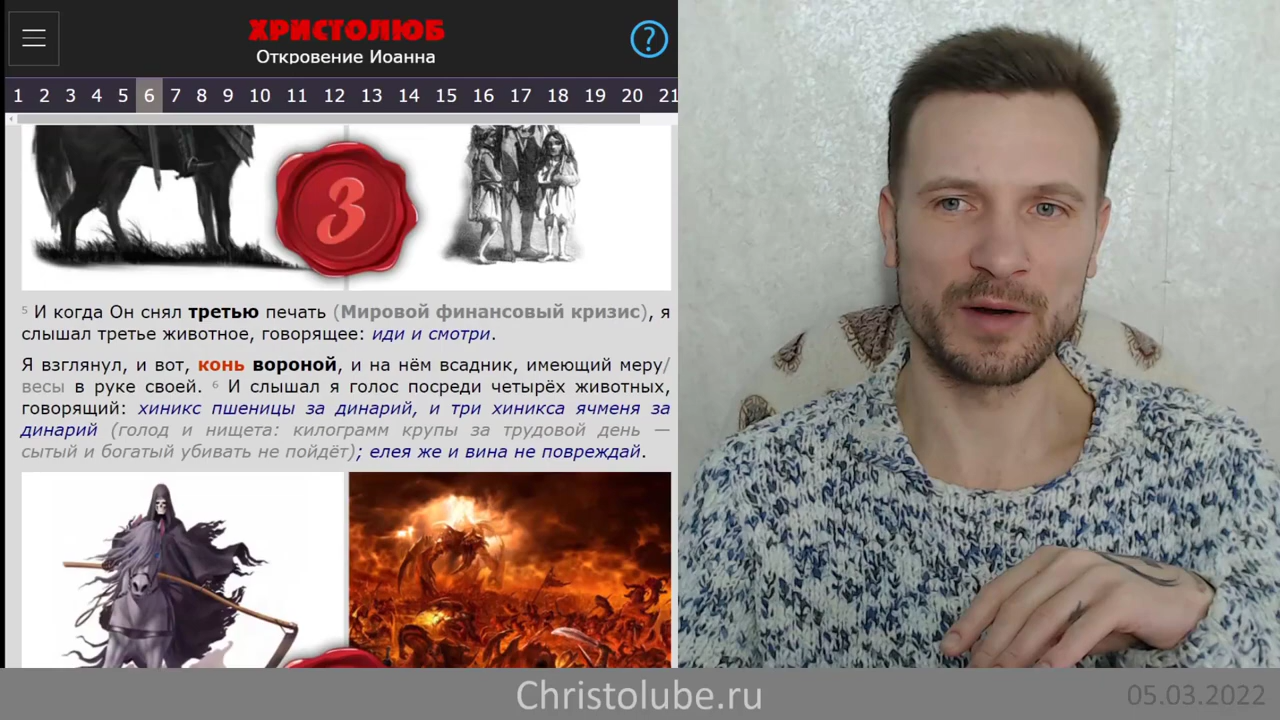 ХРИСТОЛЮБ
Откровение Иоанна
?
1 2 3 4 5 6 7 8 9 10 11 12 13 14 15 16 17 18 19 20 21
3
5 И когда Он снял третью печать (Мировой финансовый кризис), я
слышал третье животное, говорящее: иди и смотри.
Я взглянул, и вот, конь вороной, и на нём всадник, имеющий меру/
весы в руке своей. 6 И слышал я голос посреди четырёх животных,
говорящий: хиникс пшеницы за динарий, и три хиникса ячменя за
динарий (голод и нищета: килограмм крупы за трудовой день —
сытый и богатый убивать не пойдёт); елея же и вина не повреждай.
Christolube.ru
05.03.2022